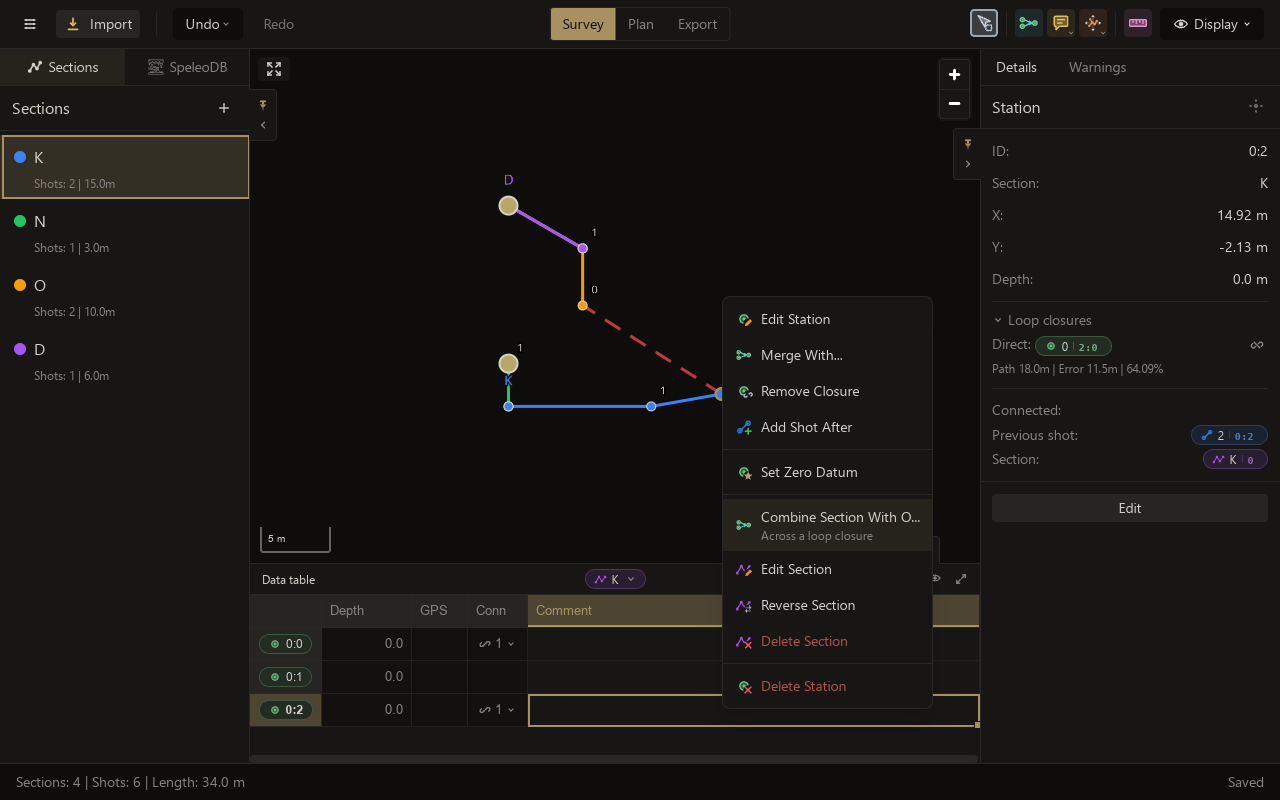 Import
Undo
Redo
Survey
Plan
Export
Display
Sections
SpeleoDB
Sections
K
Shots: 2 | 15.0m
N
Shots: 1 | 3.0m
O
Shots: 2 | 10.0m
D
Shots: 1 | 6.0m
D
1
0
1
K
1
5 m
Edit Station
Merge With...
Remove Closure
Add Shot After
Set Zero Datum
Combine Section With O...
Across a loop closure
Edit Section
Reverse Section
Delete Section
Delete Station
Data table
K
Depth
GPS
Conn
Comment
0:0
0.0
1
0:1
0.0
0:2
0.0
1
Details
Warnings
Station
ID:
0:2
Section:
K
X:
14.92 m
Y:
-2.13 m
Depth:
0.0 m
Loop closures
Direct:
0 | 2:0
Path 18.0m | Error 11.5m | 64.09%
Connected:
Previous shot:
2 | 0:2
Section:
K | 0
Edit
Sections: 4 | Shots: 6 | Length: 34.0 m
Saved